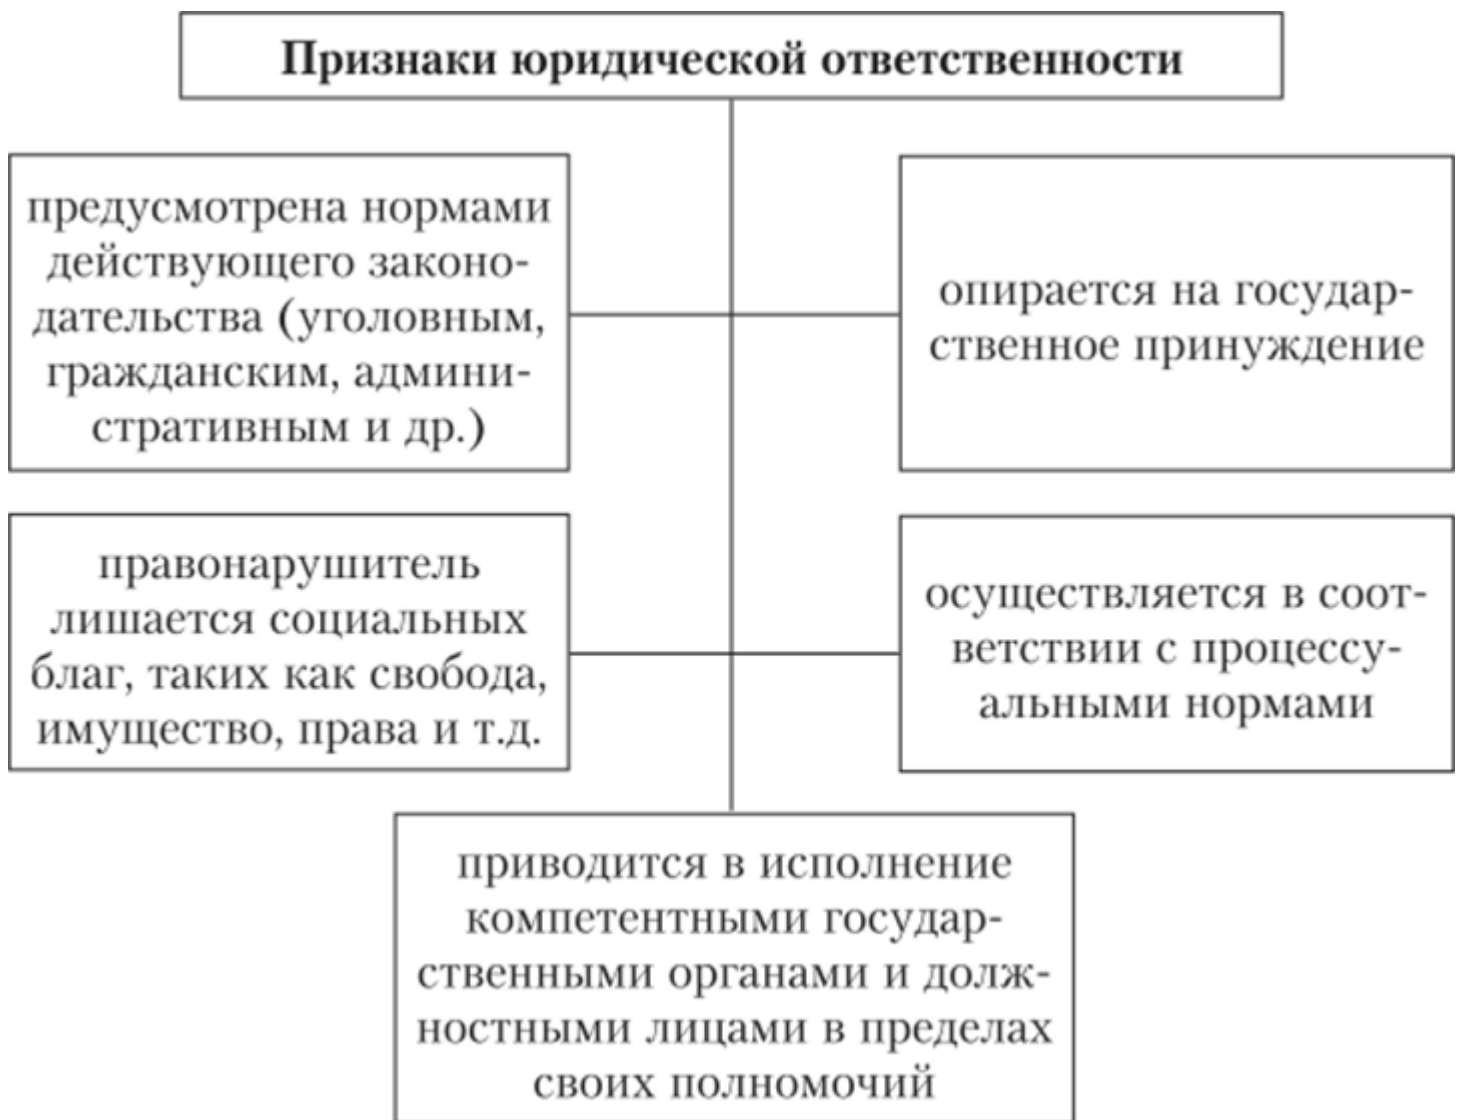 Признаки юридической ответственности
предусмотрена нормами
действующего законо-
дательства (уголовным,
гражданским, админи-
стративным и др.)
опирается на государ-
ственное принуждение
правонарушитель
лишается социальных
благ, таких как свобода,
имущество, права и т.д.
осуществляется в соот-
ветствии с процессу-
альными нормами
приводится в исполнение
компетентными государ-
ственными органами и долж-
ностными лицами в пределах
своих полномочий